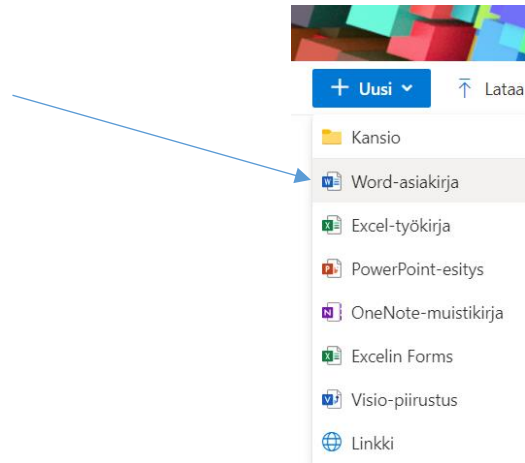 + Uusi
Lataa
Kansio
Word-asiakirja
Excel-työkirja
PowerPoint-esitys
OneNote-muistikirja
Excelin Forms
Visio-piirustus
Linkki